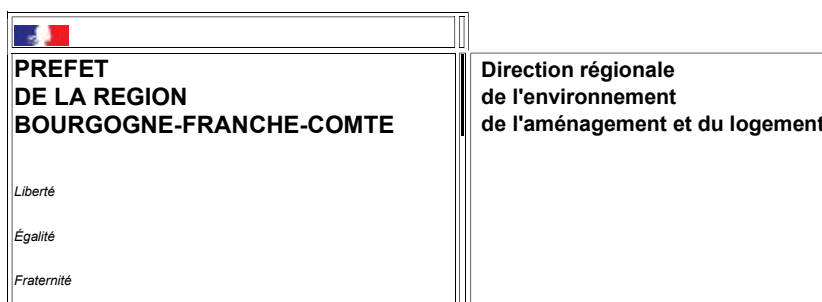 PREFET
DE LA REGION
BOURGOGNE-FRANCHE-COMTE
Liberté
Égalité
Fraternité
Direction régionale
de l'environnement
de l'aménagement et du logement